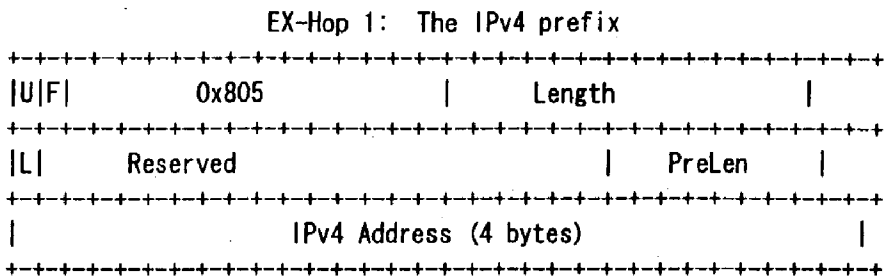 EX-Hop 1: The IPv4 prefix
+-+-+-+-+-+-+-+-+-+-+-+-+-+-+-+-+-+-+-+-+-+-+-+-+-+-+-+-+-+-+-+-+
|U|F| 0x805 | Length |
+-+-+-+-+-+-+-+-+-+-+-+-+-+-+-+-+-+-+-+-+-+-+-+-+-+-+-+-+-+-+-+-+
|L| Reserved | PreLen |
+-+-+-+-+-+-+-+-+-+-+-+-+-+-+-+-+-+-+-+-+-+-+-+-+-+-+-+-+-+-+-+-+
| IPv4 Address (4 bytes) |
+-+-+-+-+-+-+-+-+-+-+-+-+-+-+-+-+-+-+-+-+-+-+-+-+-+-+-+-+-+-+-+-+